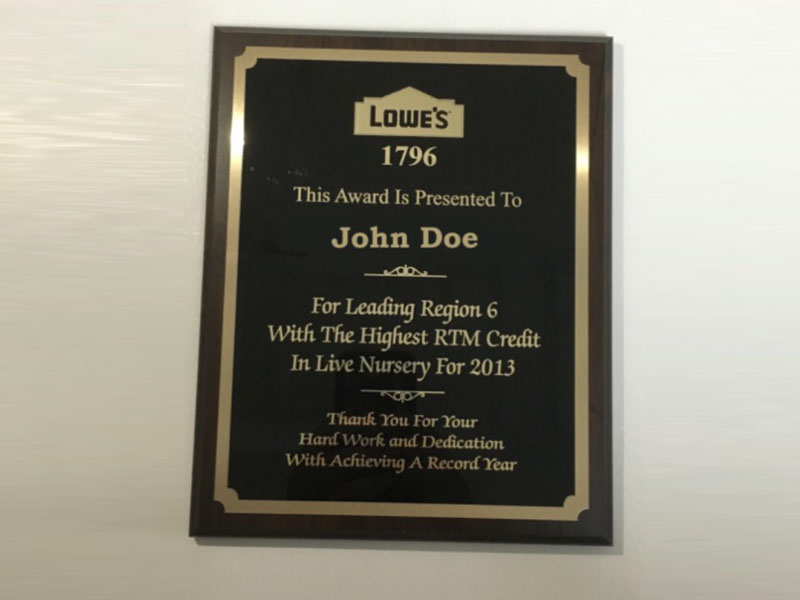 LOWE'S
1796
This Award Is Presented To
John Doe
For Leading Region 6
With The Highest RTM Credit
In Live Nursery For 2013
Thank You For Your
Hard Work and Dedication
With Achieving A Record Year